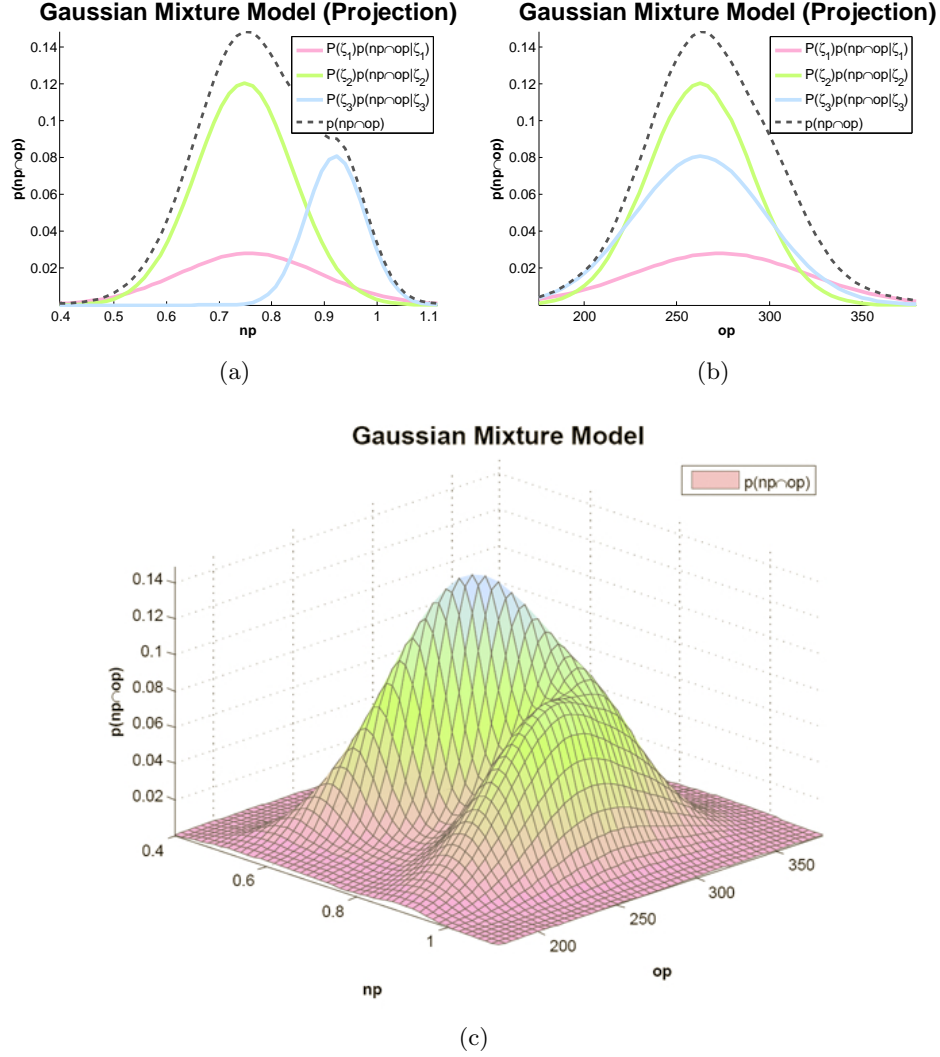 Gaussian Mixture Model (Projection)
P(ζ₁)p(np∩op|ζ₁)
P(ζ₂)p(np∩op|ζ₂)
P(ζ₃)p(np∩op|ζ₃)
p(np∩op)
0.14
0.12
0.1
0.08
0.06
0.04
0.02
p(np∩op)
0.4 0.5 0.6 0.7 0.8 0.9 1 1.1
np
(a)
Gaussian Mixture Model (Projection)
P(ζ₁)p(np∩op|ζ₁)
P(ζ₂)p(np∩op|ζ₂)
P(ζ₃)p(np∩op|ζ₃)
p(np∩op)
0.14
0.12
0.1
0.08
0.06
0.04
0.02
p(np∩op)
200 250 300 350
op
(b)
Gaussian Mixture Model
p(np∩op)
0.14
0.12
0.1
0.08
0.06
0.04
0.02
p(np∩op)
0.4
0.6
0.8
1
np
200
250
300
350
op
(c)